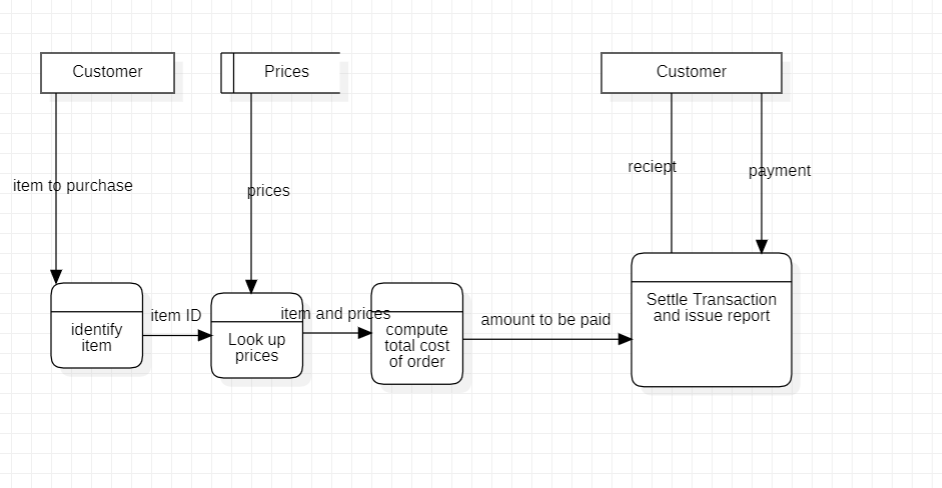 Customer
Prices
Customer
item to purchase
prices
reciept
payment
identify
item
item ID
Look up
prices
item and prices
compute
total cost
of order
amount to be paid
Settle Transaction
and issue report